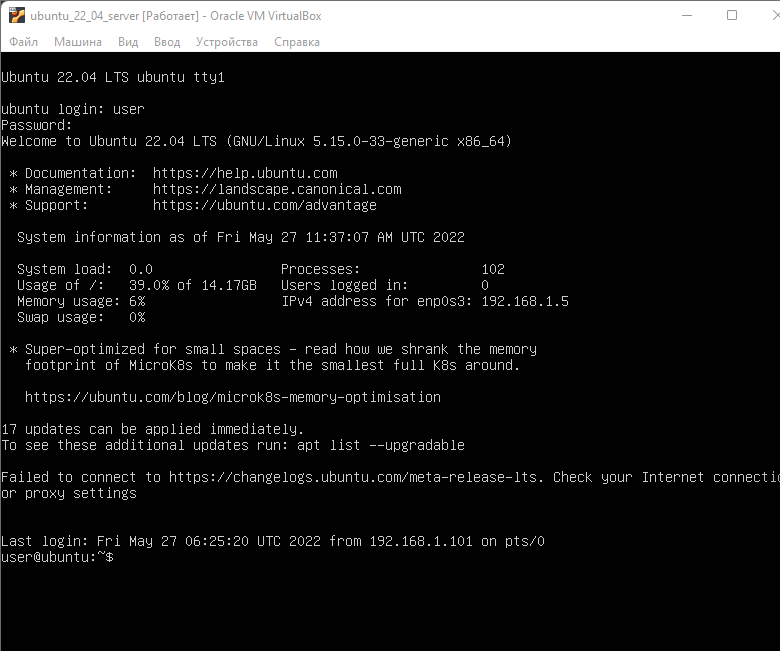 ubuntu_22_04_server [Работает] - Oracle VM VirtualBox
Файл Машина Вид Ввод Устройства Справка
Ubuntu 22.04 LTS ubuntu tty1
ubuntu login: user
Password:
Welcome to Ubuntu 22.04 LTS (GNU/Linux 5.15.0-33-generic x86_64)
* Documentation: https://help.ubuntu.com
* Management: https://landscape.canonical.com
* Support: https://ubuntu.com/advantage
System information as of Fri May 27 11:37:07 AM UTC 2022
System load: 0.0 Processes: 102
Usage of /: 39.0% of 14.17GB Users logged in: 0
Memory usage: 6% IPv4 address for enp0s3: 192.168.1.5
Swap usage: 0%
* Super-optimized for small spaces - read how we shrank the memory
footprint of MicroK8s to make it the smallest full K8s around.
https://ubuntu.com/blog/microk8s-memory-optimisation
17 updates can be applied immediately.
To see these additional updates run: apt list --upgradable
Failed to connect to https://changelogs.ubuntu.com/meta-release-lts. Check your Internet connectio
or proxy settings
Last login: Fri May 27 06:25:20 UTC 2022 from 192.168.1.101 on pts/0
user@ubuntu:~$